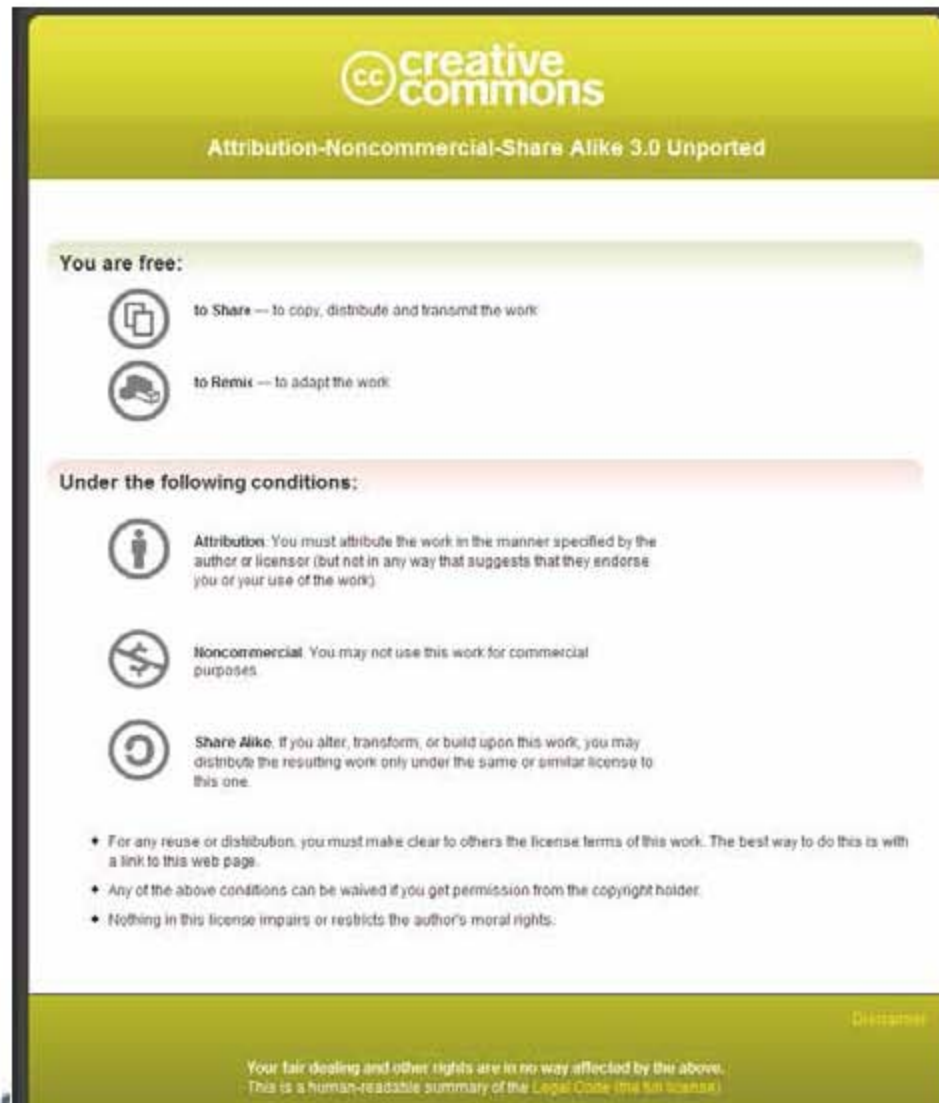 cc creative
commons
Attribution-Noncommercial-Share Alike 3.0 Unported
You are free:
to Share — to copy, distribute and transmit the work
to Remix — to adapt the work
Under the following conditions:
Attribution. You must attribute the work in the manner specified by the
author or licensor (but not in any way that suggests that they endorse
you or your use of the work).
Noncommercial. You may not use this work for commercial
purposes.
Share Alike. If you alter, transform, or build upon this work, you may
distribute the resulting work only under the same or similar license to
this one.
• For any reuse or distribution, you must make clear to others the license terms of this work. The best way to do this is with
a link to this web page.
• Any of the above conditions can be waived if you get permission from the copyright holder.
• Nothing in this license impairs or restricts the author's moral rights.
Disclaimer
Your fair dealing and other rights are in no way affected by the above.
This is a human-readable summary of the Legal Code (the full license).